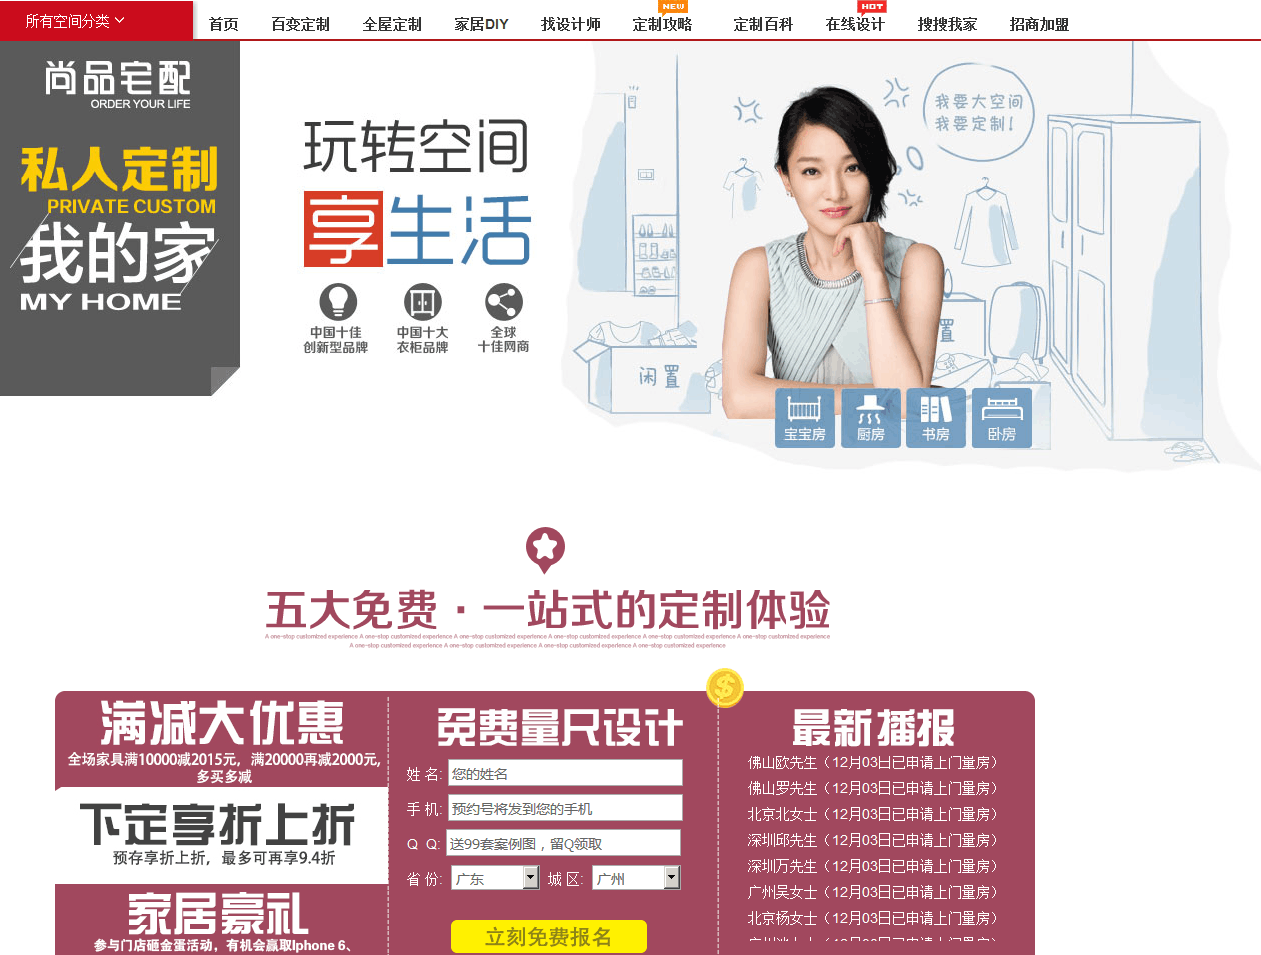 所有空间分类
首页
百变定制
全屋定制
家居DIY
找设计师
NEW
定制攻略
定制百科
HOT
在线设计
搜搜我家
招商加盟
尚品宅配
ORDER YOUR LIFE
私人定制
PRIVATE CUSTOM
我的家
MY HOME
玩转空间
享生活
中国十佳
创新型品牌
中国十大
衣柜品牌
全球
十佳网商
我要大空间
我要定制！
闲置
置
宝宝房
厨房
书房
卧房
五大免费·一站式的定制体验
A one-stop customized experience A one-stop customized experience A one-stop customized experience A one-stop customized experience A one-stop customized experience A one-stop customized experience
A one-stop customized experience A one-stop customized experience A one-stop customized experience A one-stop customized experience
满减大优惠
全场家具满10000减2015元，满20000再减2000元，
多买多减
下定享折上折
预存享折上折，最多可再享9.4折
家居豪礼
参与门店砸金蛋活动，有机会赢取Iphone 6、
免费量尺设计
姓 名: 您的姓名
手 机: 预约号将发到您的手机
Q Q: 送99套案例图，留Q领取
省 份: 广东 城 区: 广州
立刻免费报名
最新播报
佛山欧先生（12月03日已申请上门量房）
佛山罗先生（12月03日已申请上门量房）
北京北女士（12月03日已申请上门量房）
深圳邱先生（12月03日已申请上门量房）
深圳万先生（12月03日已申请上门量房）
广州吴女士（12月03日已申请上门量房）
北京杨女士（12月03日已申请上门量房）